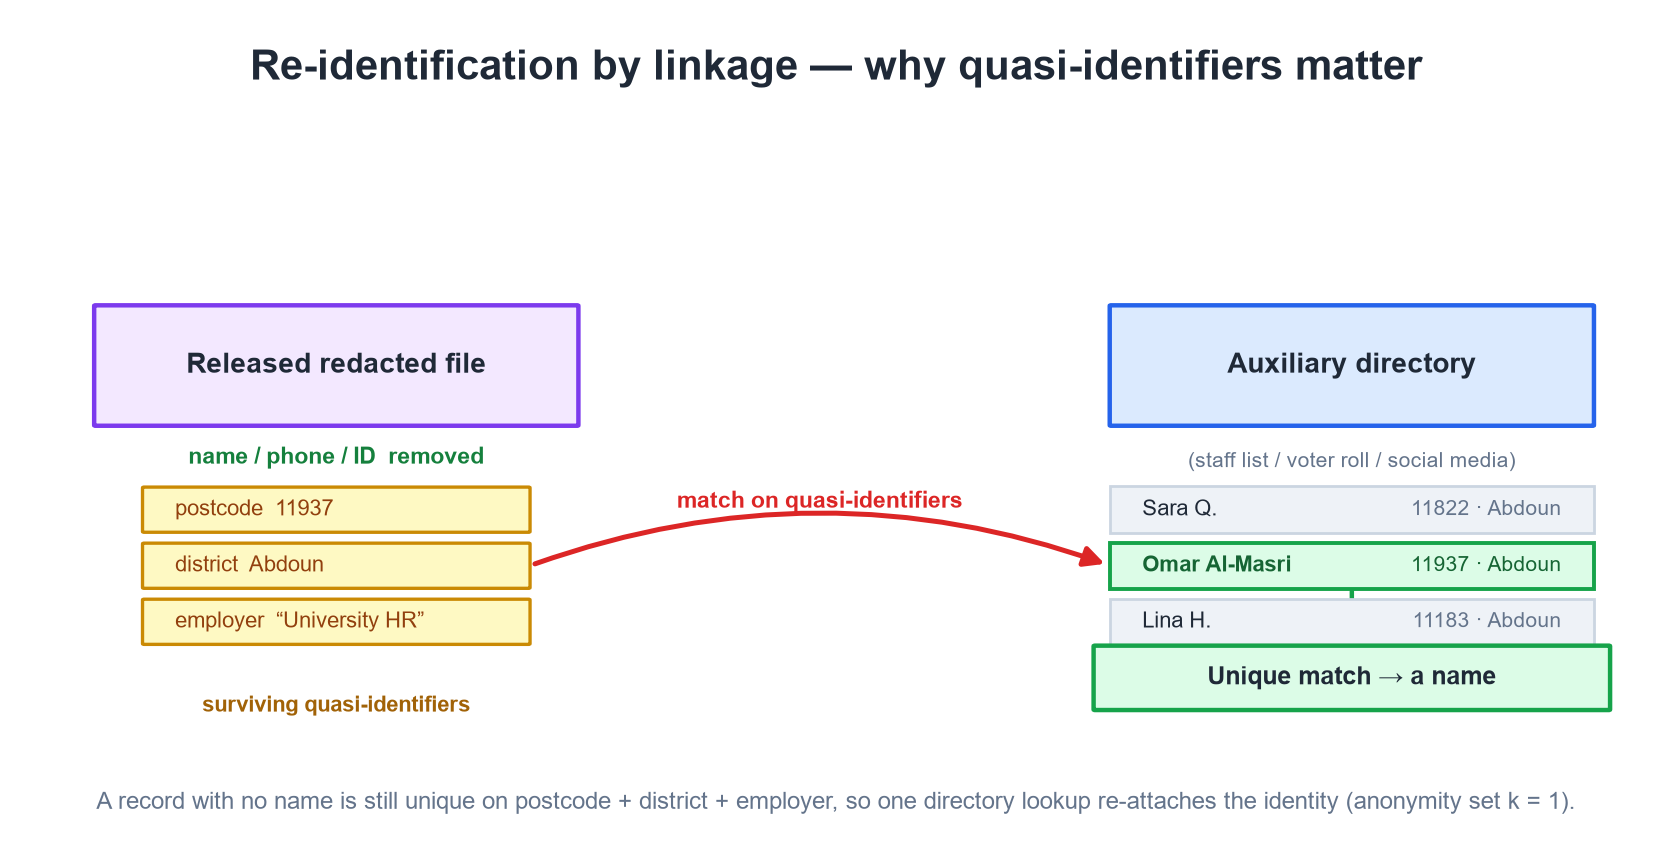 Re-identification by linkage — why quasi-identifiers matter
Released redacted file
name / phone / ID removed
postcode 11937
district Abdoun
employer “University HR”
surviving quasi-identifiers
match on quasi-identifiers
Auxiliary directory
(staff list / voter roll / social media)
Sara Q. 11822 · Abdoun
Omar Al-Masri 11937 · Abdoun
Lina H. 11183 · Abdoun
Unique match → a name
A record with no name is still unique on postcode + district + employer, so one directory lookup re-attaches the identity (anonymity set k = 1).